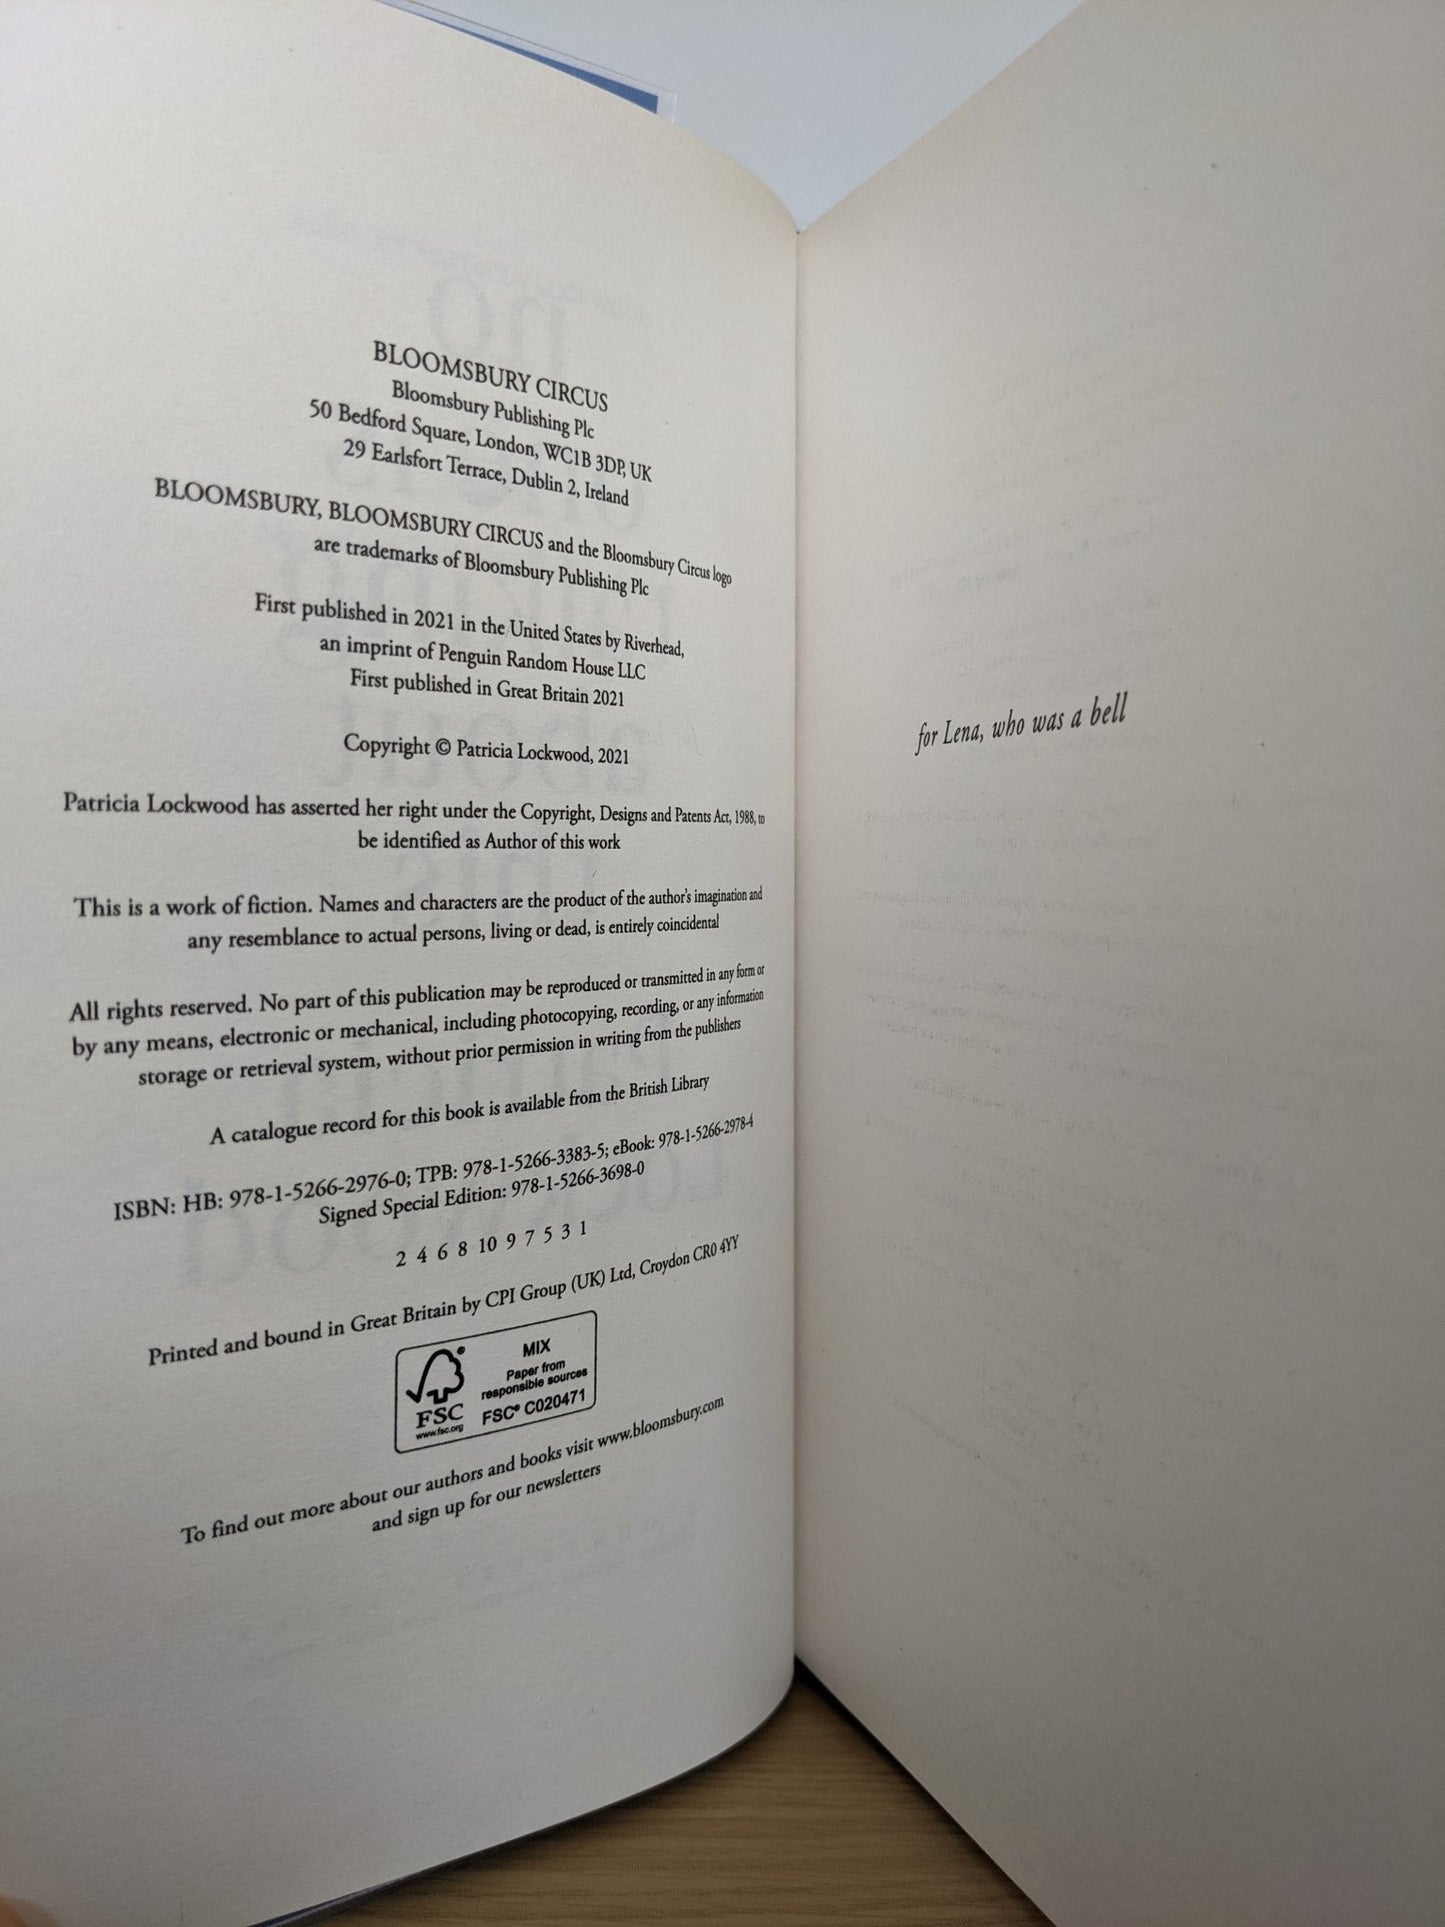 BLOOMSBURY CIRCUS
Bloomsbury Publishing Plc
50 Bedford Square, London, WC1B 3DP, UK
29 Earlsfort Terrace, Dublin 2, Ireland
BLOOMSBURY, BLOOMSBURY CIRCUS and the Bloomsbury Circus logo
are trademarks of Bloomsbury Publishing Plc
First published in 2021 in the United States by Riverhead,
an imprint of Penguin Random House LLC
First published in Great Britain 2021
Copyright © Patricia Lockwood, 2021
Patricia Lockwood has asserted her right under the Copyright, Designs and Patents Act, 1988, to
be identified as Author of this work
This is a work of fiction. Names and characters are the product of the author's imagination and
any resemblance to actual persons, living or dead, is entirely coincidental
All rights reserved. No part of this publication may be reproduced or transmitted in any form or
by any means, electronic or mechanical, including photocopying, recording, or any information
storage or retrieval system, without prior permission in writing from the publishers
A catalogue record for this book is available from the British Library
ISBN: HB: 978-1-5266-2976-0; TPB: 978-1-5266-3383-5; eBook: 978-1-5266-2978-4
Signed Special Edition: 978-1-5266-3698-0
2 4 6 8 10 9 7 5 3 1
Printed and bound in Great Britain by CPI Group (UK) Ltd, Croydon CR0 4YY
FSC
www.fsc.org
MIX
Paper from
responsible sources
FSC® C020471
To find out more about our authors and books visit www.bloomsbury.com
and sign up for our newsletters
for Lena, who was a bell